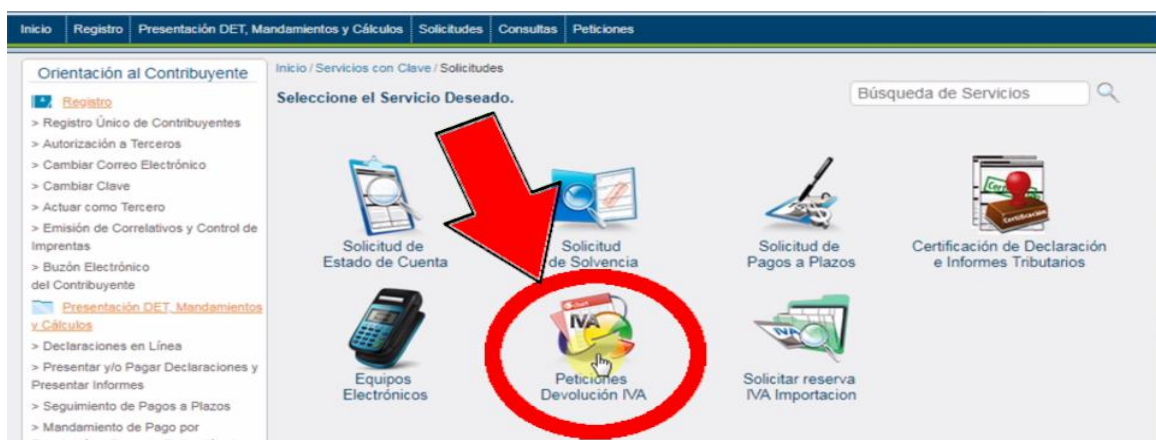 Inicio Registro Presentación DET, Mandamientos y Cálculos Solicitudes Consultas Peticiones
Orientación al Contribuyente
Registro
> Registro Único de Contribuyentes
> Autorización a Terceros
> Cambiar Correo Electrónico
> Cambiar Clave
> Actuar como Tercero
> Emisión de Correlativos y Control de
Imprentas
> Buzón Electrónico
del Contribuyente
Presentación DET, Mandamientos
y Cálculos
> Declaraciones en Línea
> Presentar y/o Pagar Declaraciones y
Presentar Informes
> Seguimiento de Pagos a Plazos
> Mandamiento de Pago por
Inicio / Servicios con Clave / Solicitudes
Seleccione el Servicio Deseado.
Búsqueda de Servicios
Solicitud de
Estado de Cuenta
Solicitud
de Solvencia
Solicitud de
Pagos a Plazos
Certificación
Certificación de Declaración
e Informes Tributarios
Equipos
Electrónicos
IVA
Peticiones
Devolución IVA
IVA
Solicitar reserva
IVA Importacion